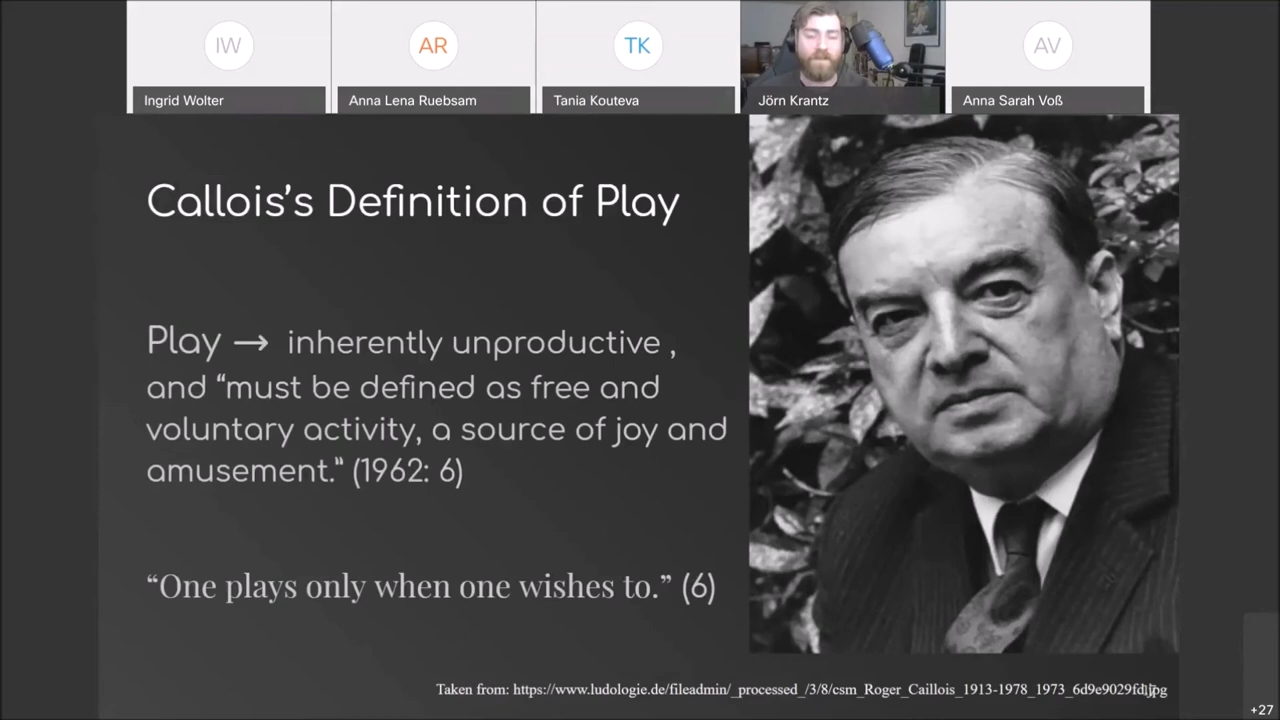 IW
AR
TK
AV
Ingrid Wolter
Anna Lena Ruebsam
Tania Kouteva
Jörn Krantz
Anna Sarah Voß
Callois’s Definition of Play
Play → inherently unproductive ,
and “must be defined as free and
voluntary activity, a source of joy and
amusement.” (1962: 6)
“One plays only when one wishes to.” (6)
Taken from: https://www.ludologie.de/fileadmin/_processed_/3/8/csm_Roger_Caillois_1913-1978_1973_6d9e9029fd.jpg
+27